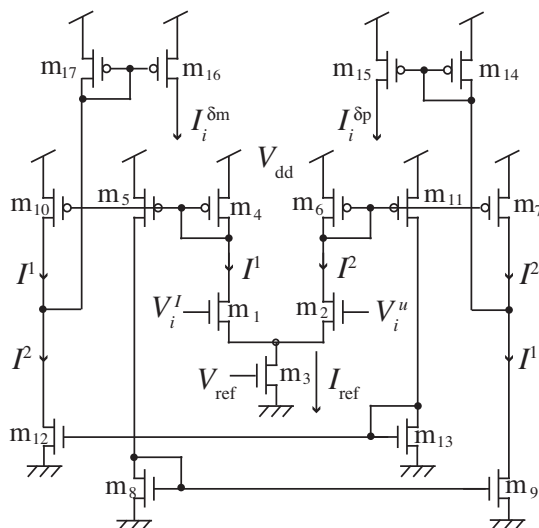 m17 m16 m15 m14
I_i^δm I_i^δp
V_dd
m10 m5 m4 m6 m11 m7
I^1 I^1 I^2 I^2
V_i^I m1 m2 V_i^u
I^2 V_ref m3 I_ref I^1
m12 m13
m8 m9